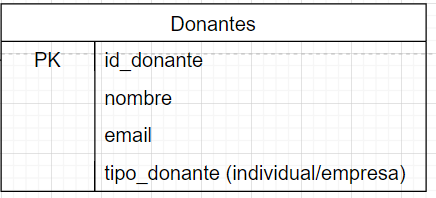 Donantes
PK id_donante
nombre
email
tipo_donante (individual/empresa)